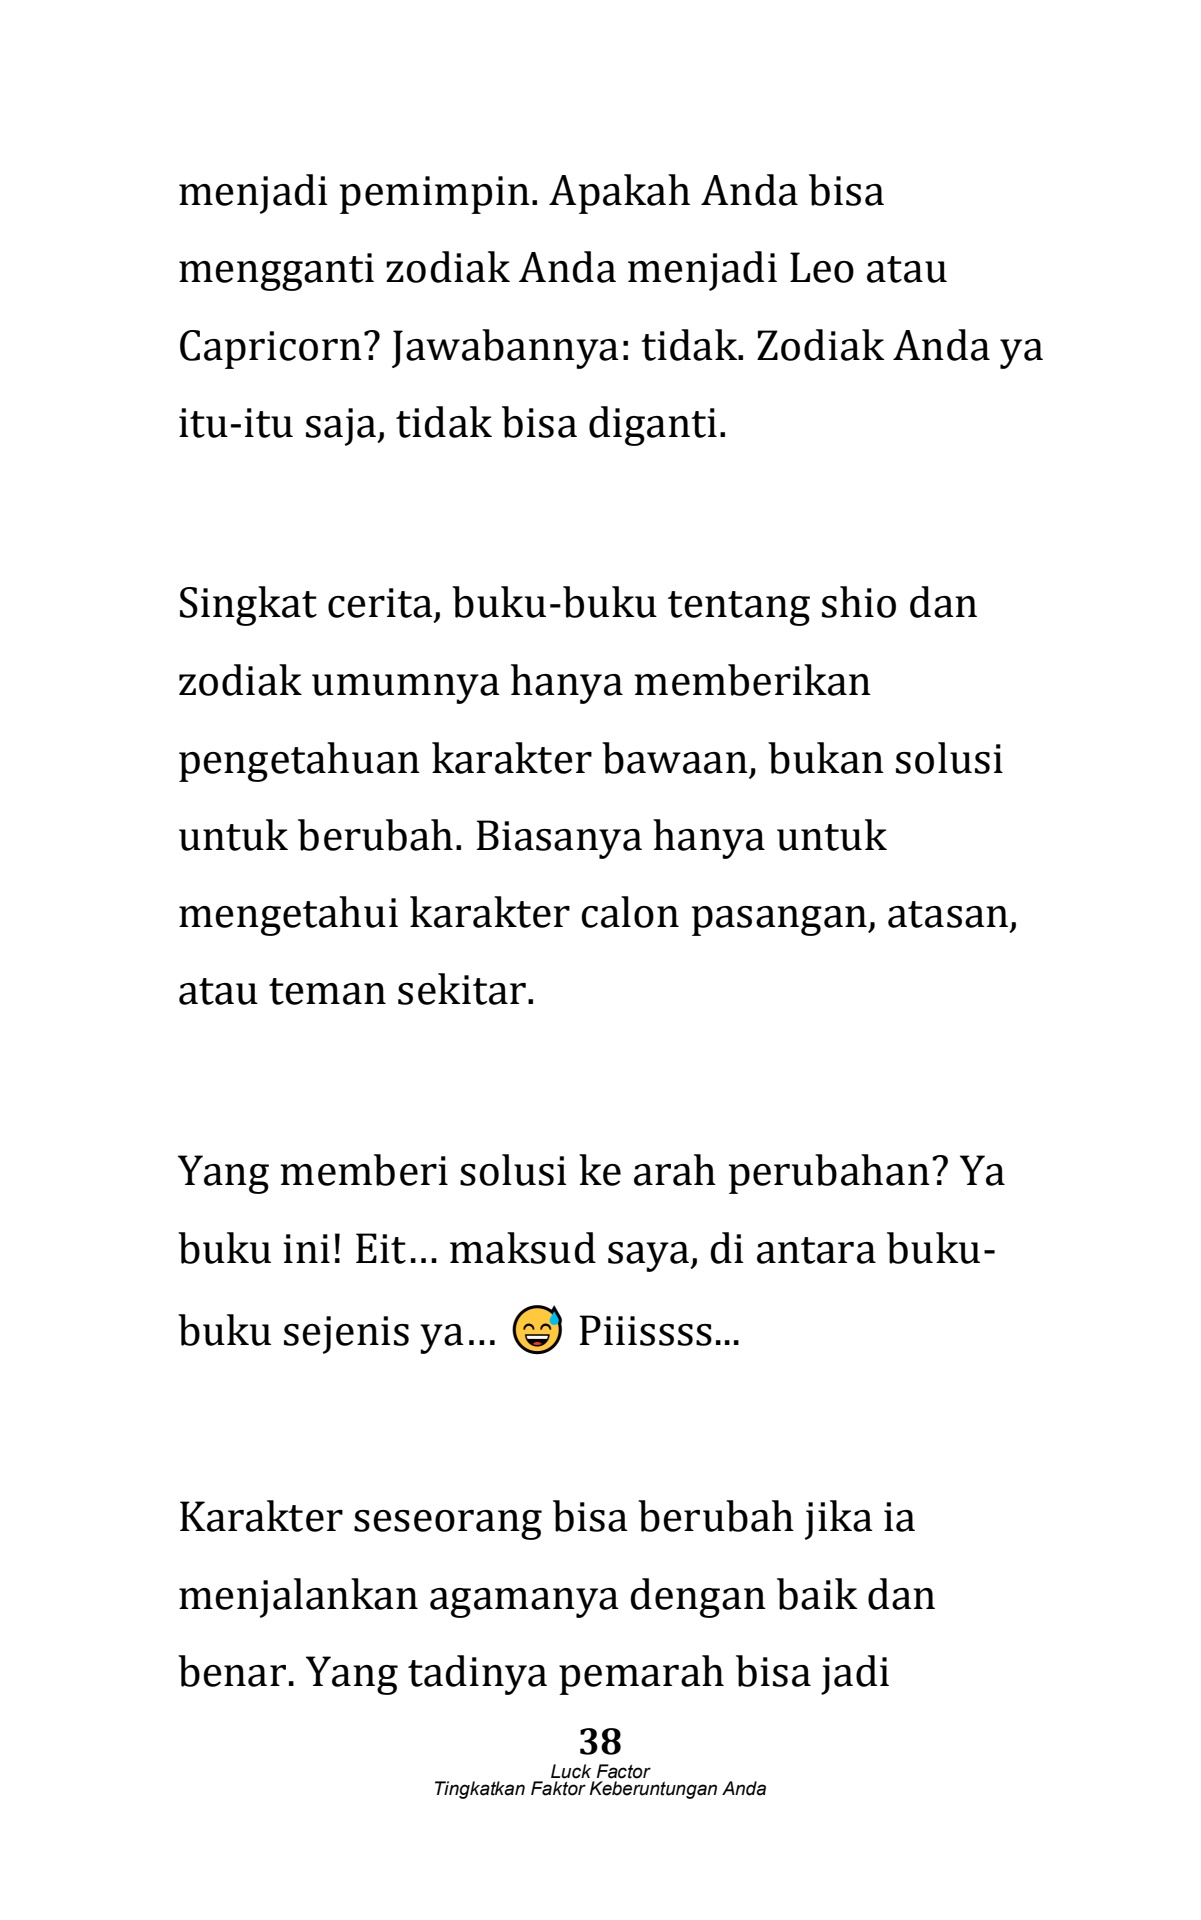 menjadi pemimpin. Apakah Anda bisa
mengganti zodiak Anda menjadi Leo atau
Capricorn? Jawabannya: tidak. Zodiak Anda ya
itu-itu saja, tidak bisa diganti.
Singkat cerita, buku-buku tentang shio dan
zodiak umumnya hanya memberikan
pengetahuan karakter bawaan, bukan solusi
untuk berubah. Biasanya hanya untuk
mengetahui karakter calon pasangan, atasan,
atau teman sekitar.
Yang memberi solusi ke arah perubahan? Ya
buku ini! Eit… maksud saya, di antara buku-
buku sejenis ya… 😅 Piiissss...
Karakter seseorang bisa berubah jika ia
menjalankan agamanya dengan baik dan
benar. Yang tadinya pemarah bisa jadi
38
Luck Factor
Tingkatkan Faktor Keberuntungan Anda